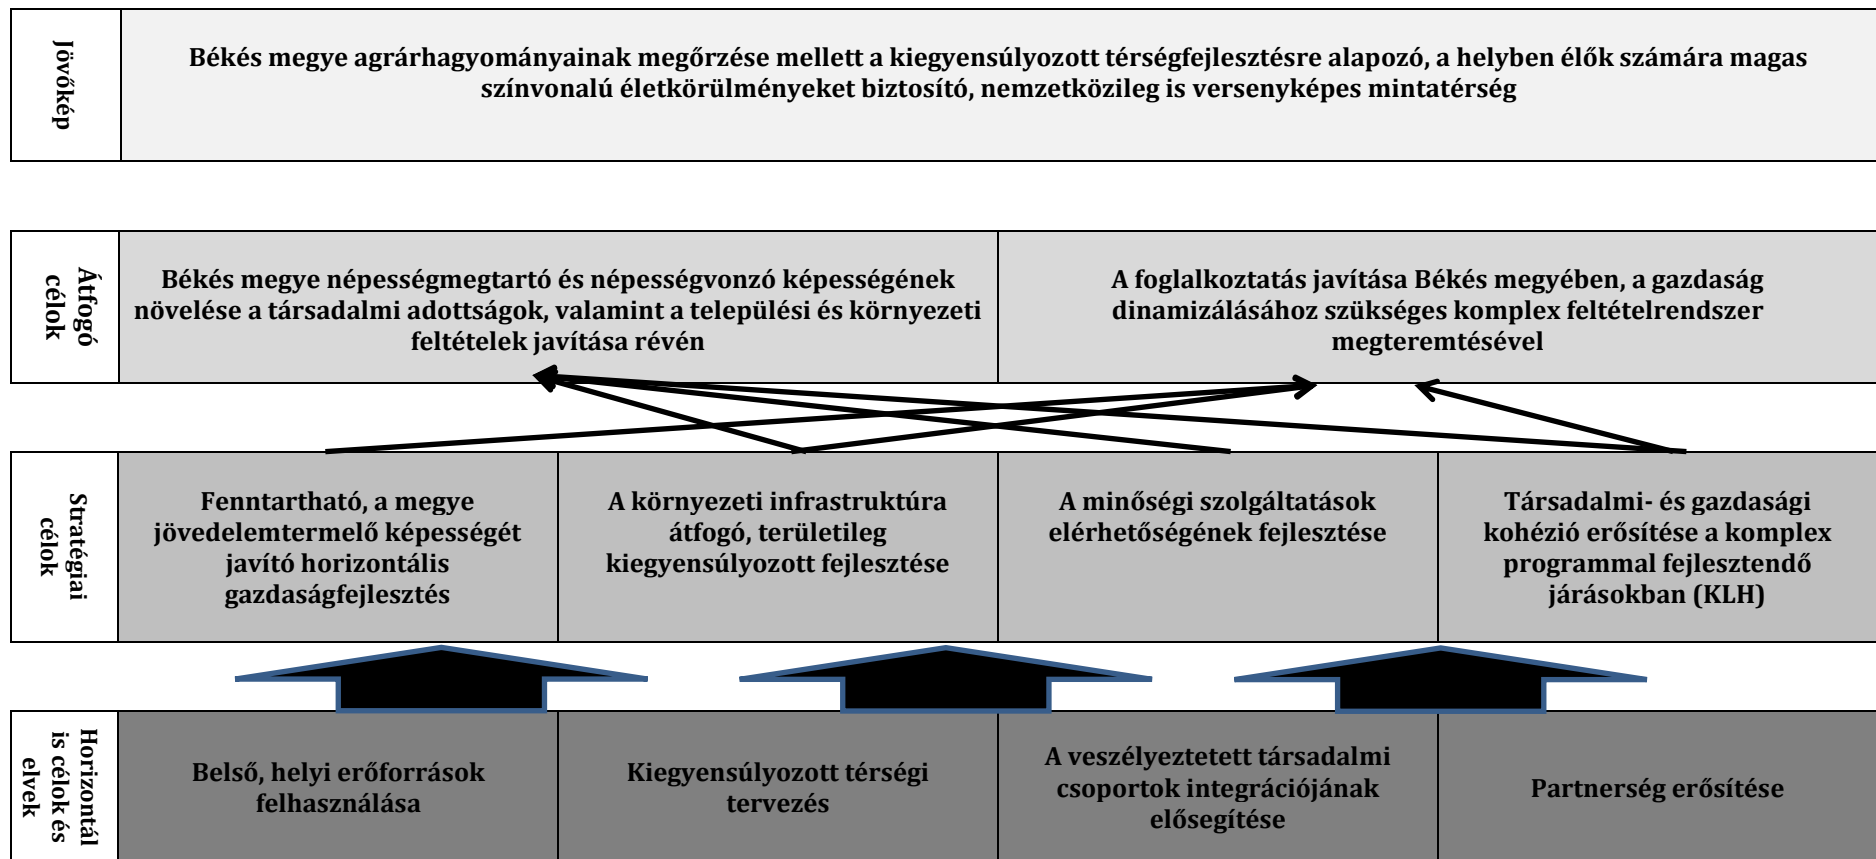 Jövőkép
Békés megye agrárhagyományainak megőrzése mellett a kiegyensúlyozott térségfejlesztésre alapozó, a helyben élők számára magas
színvonalú életkörülményeket biztosító, nemzetközileg is versenyképes mintatérség
Átfogó
célok
Békés megye népességmegtartó és népességvonzó képességének
növelése a társadalmi adottságok, valamint a települési és környezeti
feltételek javítása révén
A foglalkoztatás javítása Békés megyében, a gazdaság
dinamizálásához szükséges komplex feltételrendszer
megteremtésével
Stratégiai
célok
Fenntartható, a megye
jövedelemtermelő képességét
javító horizontális
gazdaságfejlesztés
A környezeti infrastruktúra
átfogó, területileg
kiegyensúlyozott fejlesztése
A minőségi szolgáltatások
elérhetőségének fejlesztése
Társadalmi- és gazdasági
kohézió erősítése a komplex
programmal fejlesztendő
járásokban (KLH)
Horizontál
is célok és
elvek
Belső, helyi erőforrások
felhasználása
Kiegyensúlyozott térségi
tervezés
A veszélyeztetett társadalmi
csoportok integrációjának
elősegítése
Partnerség erősítése